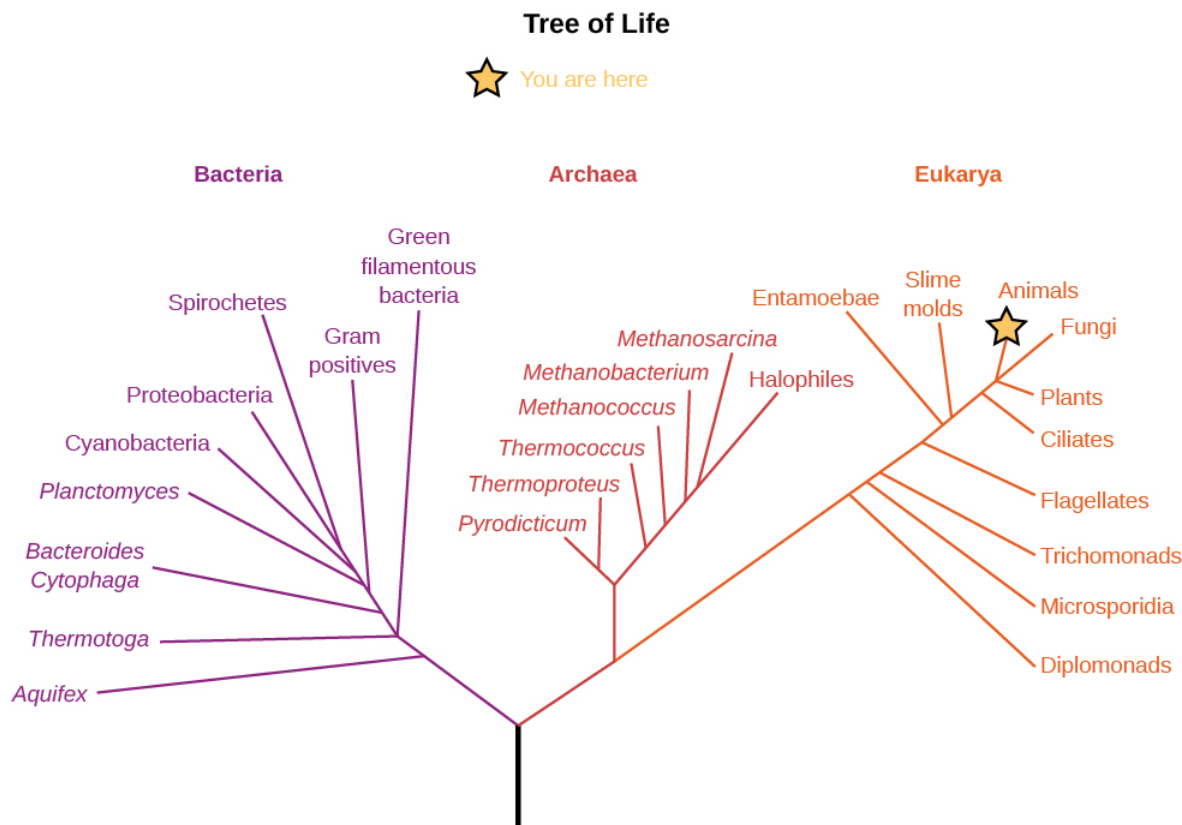 Tree of Life
You are here
Bacteria
Archaea
Eukarya
Green
filamentous
bacteria
Spirochetes
Gram
positives
Proteobacteria
Cyanobacteria
Planctomyces
Bacteroides
Cytophaga
Thermotoga
Aquifex
Methanosarcina
Methanobacterium
Halophiles
Methanococcus
Thermococcus
Thermoproteus
Pyrodicticum
Entamoebae
Slime
molds
Animals
Fungi
Plants
Ciliates
Flagellates
Trichomonads
Microsporidia
Diplomonads